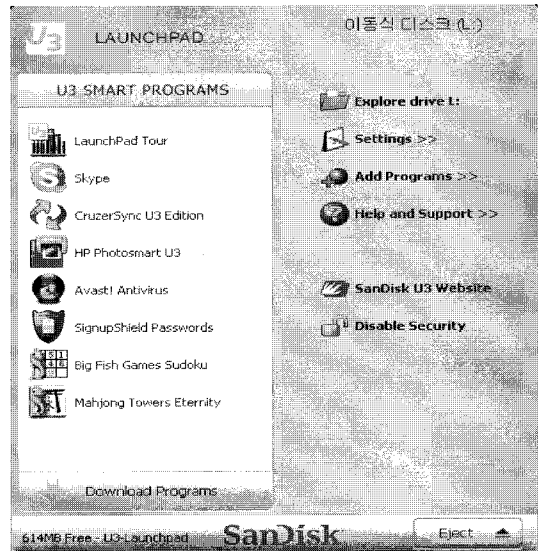 U3
LAUNCHPAD
이동식 디스크 (L:)
U3 SMART PROGRAMS
LaunchPad Tour
Skype
CruzerSync U3 Edition
HP Photosmart U3
Avast! Antivirus
SignupShield Passwords
Big Fish Games Sudoku
Mahjong Towers Eternity
Download Programs
Explore drive L:
Settings >>
Add Programs >>
Help and Support >>
SanDisk U3 Website
Disable Security
614MB Free - U3-Launchpad
SanDisk
Eject